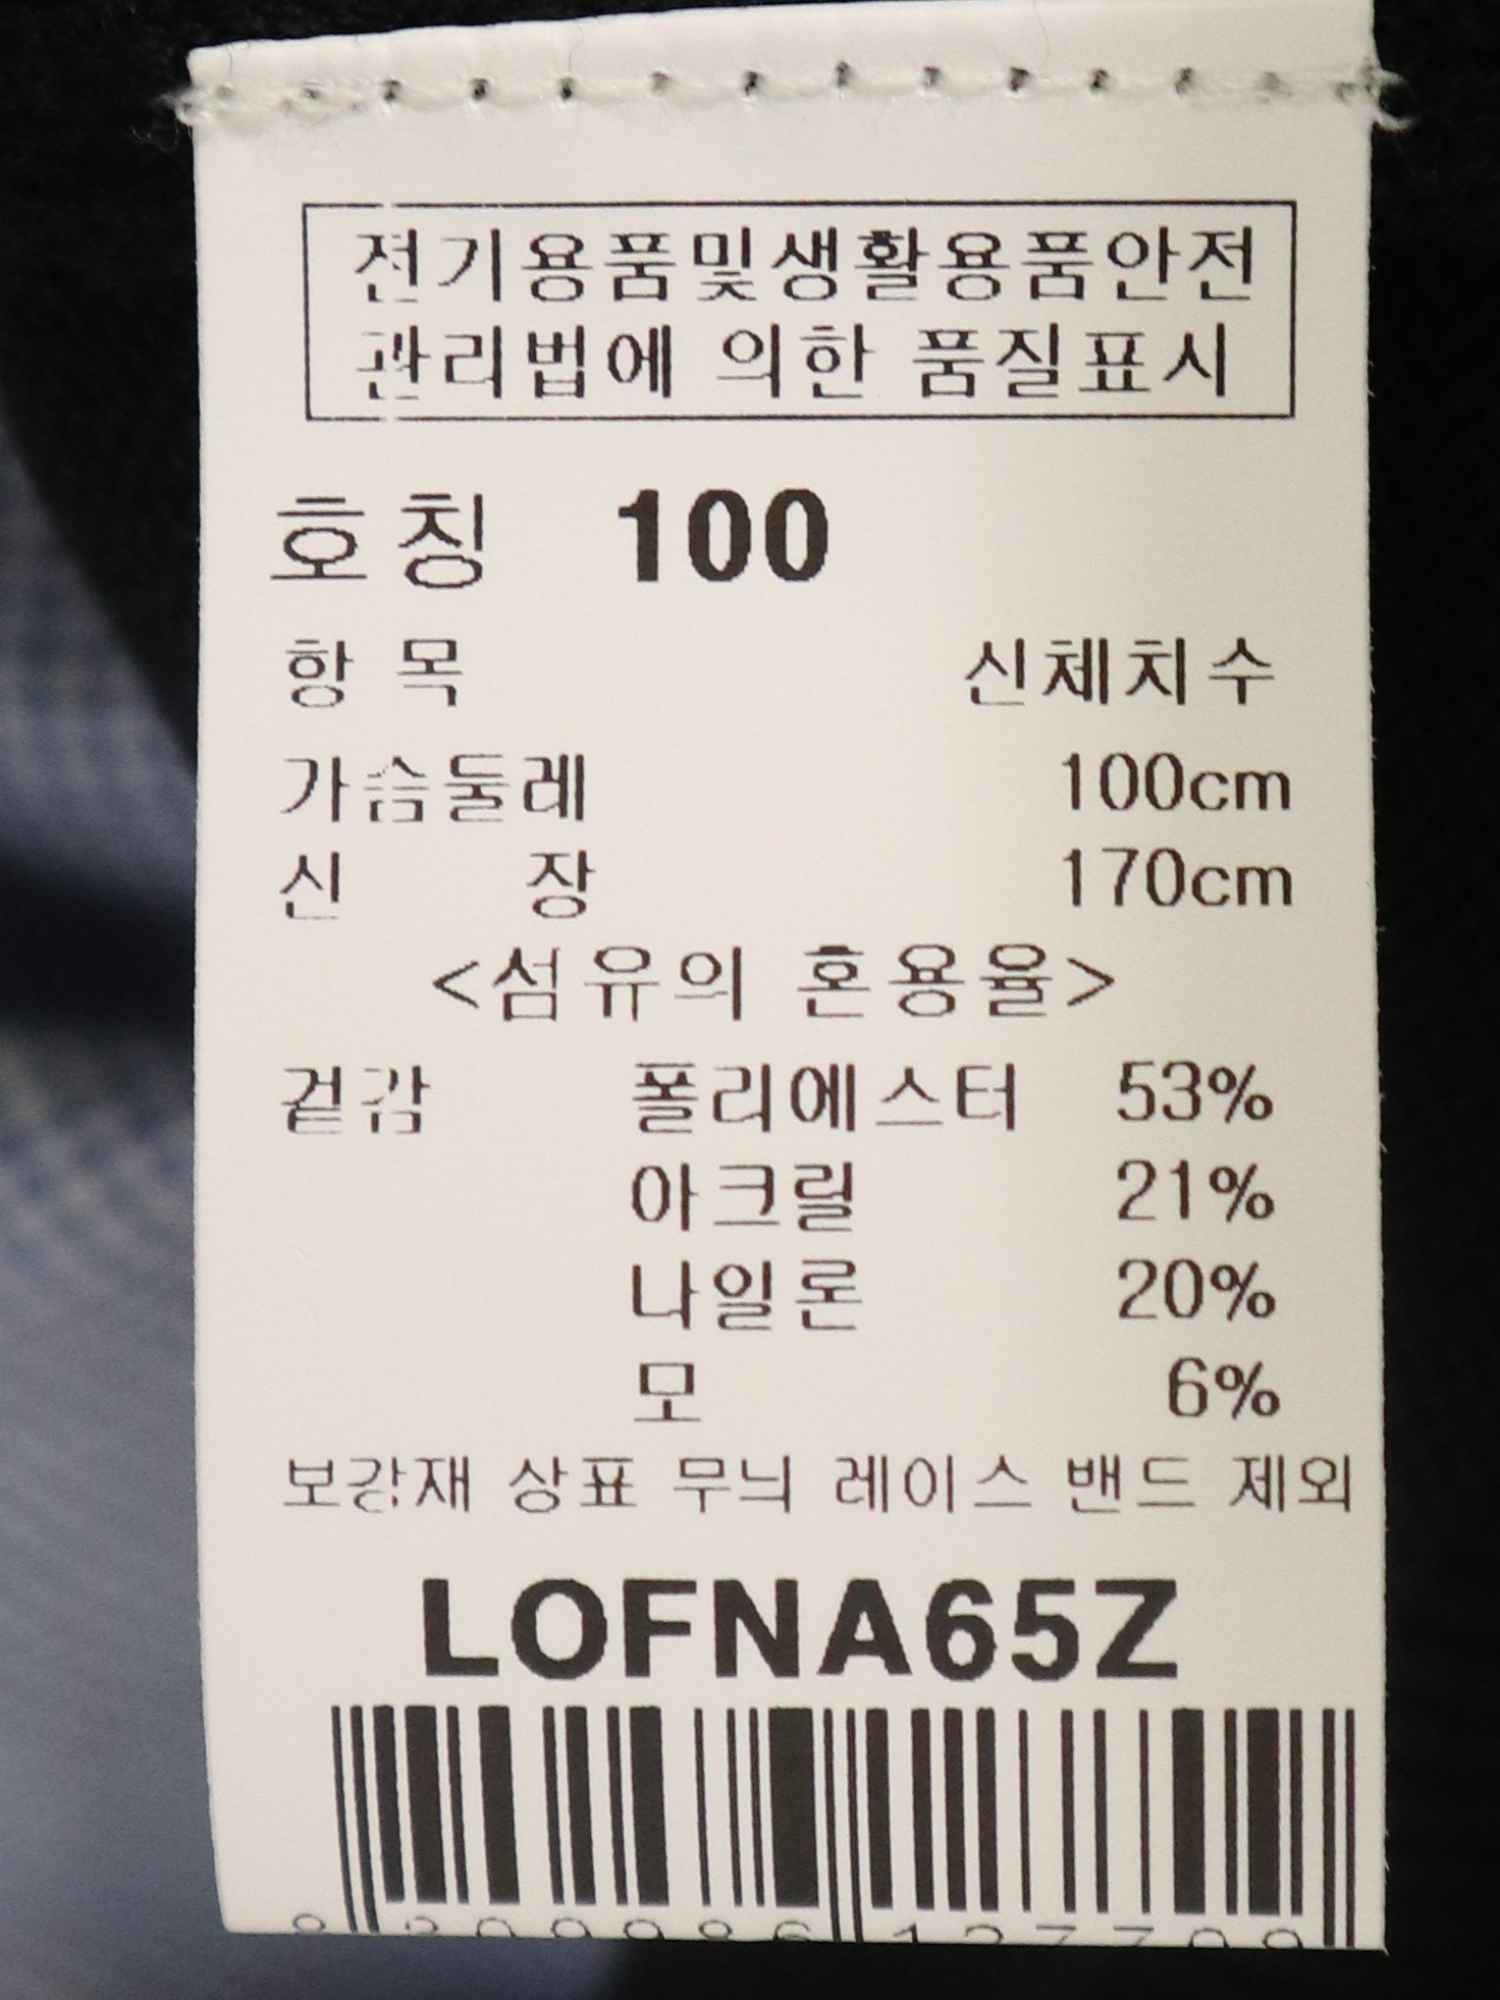 전기용품및생활용품안전
관리법에 의한 품질표시
호칭 100
항 목 신체치수
가슴둘레 100cm
신 장 170cm
<섬유의 혼용율>
겉감 폴리에스터 53%
아크릴 21%
나일론 20%
모 6%
보강재 상표 무늬 레이스 밴드 제외
LOFNA65Z